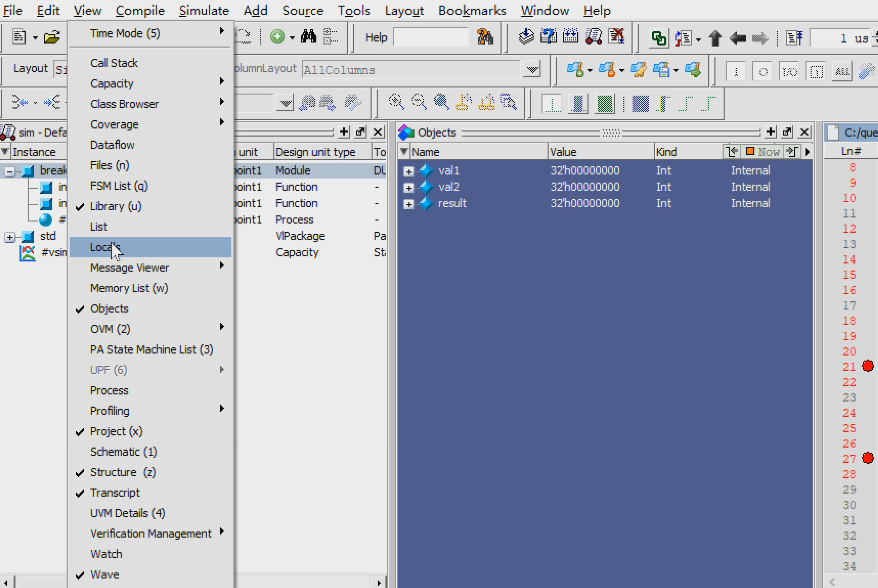 File Edit View Compile Simulate Add Source Tools Layout Bookmarks Window Help
Help
1 us
Layout Si
olumnLayout AllColumns
ALL
sim - Defa
Objects
C:/que
Instance
unit Design unit type To
Name Value Kind
Now
Ln#
break
point1 Module DU
in
point1 Function -
in
point1 Function -
#
point1 Process -
std
VlPackage Pa
#vsim
Capacity St
val1 32'h00000000 Int Internal
val2 32'h00000000 Int Internal
result 32'h00000000 Int Internal
Time Mode (5)
Call Stack
Capacity
Class Browser
Coverage
Dataflow
Files (n)
FSM List (q)
Library (u)
List
Locals
Message Viewer
Memory List (w)
Objects
OVM (2)
PA State Machine List (3)
UPF (6)
Process
Profiling
Project (x)
Schematic (1)
Structure (z)
Transcript
UVM Details (4)
Verification Management
Watch
Wave
8
9
10
11
12
13
14
15
16
17
18
19
20
21
22
23
24
25
26
27
28
29
30
31
32
33
34